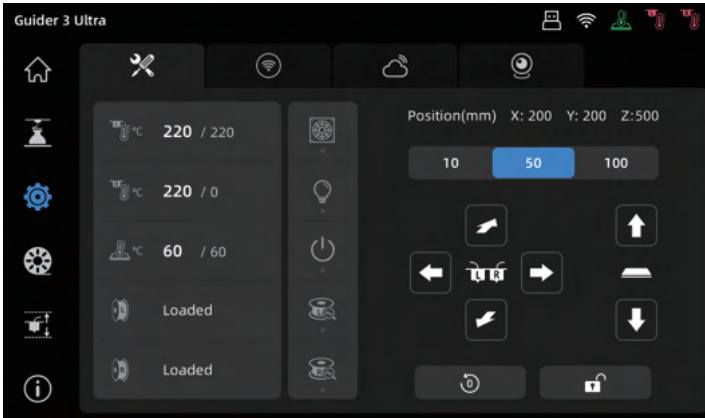 Guider 3 Ultra
Position(mm) X: 200 Y: 200 Z:500
10 50 100
℃ 220 / 220
℃ 220 / 0
℃ 60 / 60
L Loaded
R Loaded
L R
0